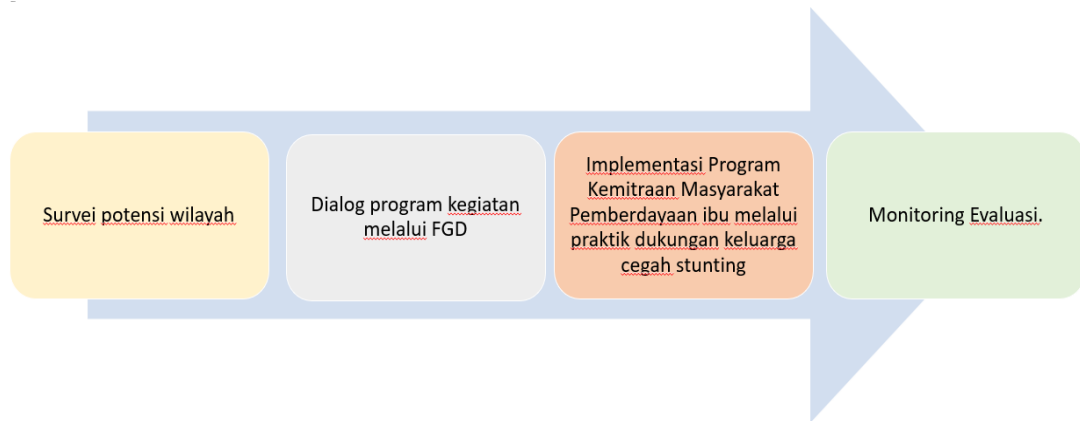 Survei potensi wilayah
Dialog program kegiatan
melalui FGD
Implementasi Program
Kemitraan Masyarakat
Pemberdayaan ibu melalui
praktik dukungan keluarga
cegah stunting
Monitoring Evaluasi.